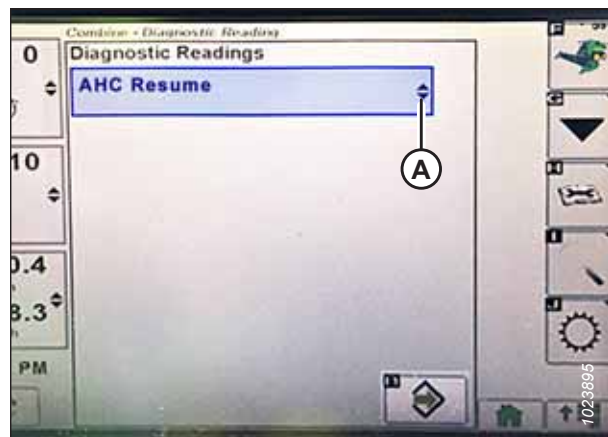 Combine - Diagnostic Reading
Diagnostic Readings
0
AHC Resume
A
10
0.4
8.3
PM
1023895